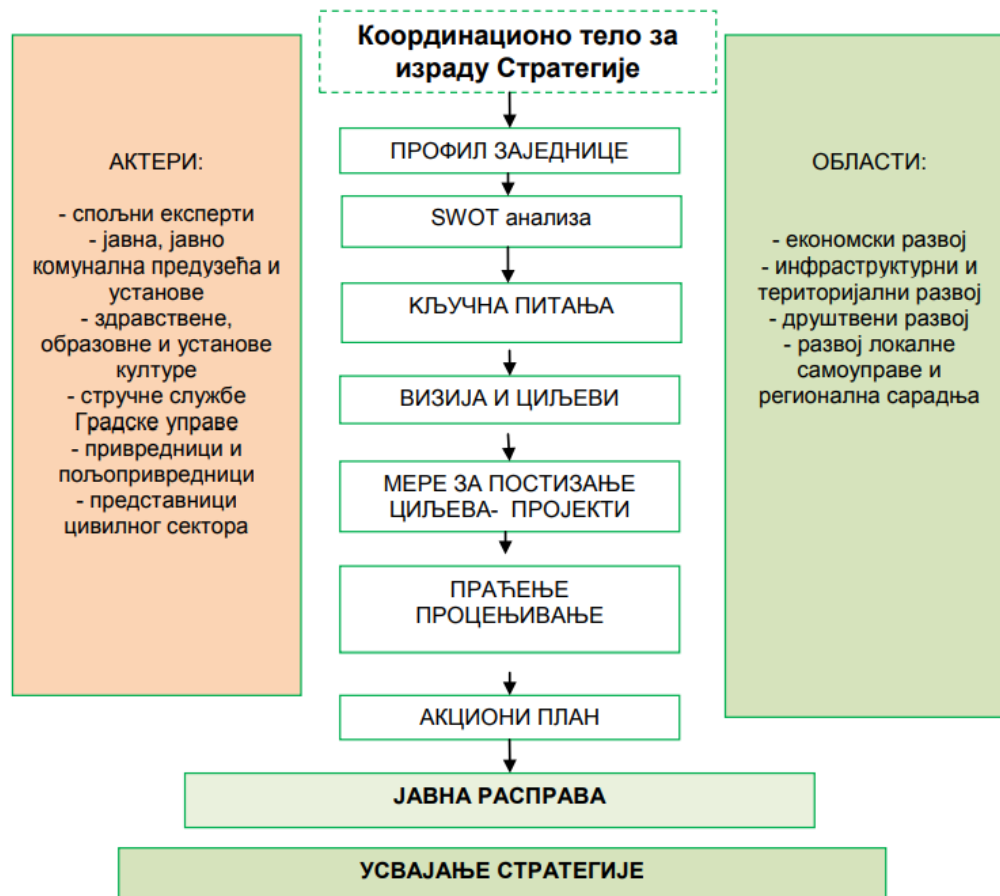 Координационо тело за
израду Стратегије
АКТЕРИ:
- спољни експерти
- јавна, јавно
комунална предузећа и
установе
- здравствене,
образовне и установе
културе
- стручне службе
Градске управе
- привредници и
пољопривредници
- представници
цивилног сектора
ПРОФИЛ ЗАЈЕДНИЦЕ
SWOT анализа
КЉУЧНА ПИТАЊА
ВИЗИЈА И ЦИЉЕВИ
МЕРЕ ЗА ПОСТИЗАЊЕ
ЦИЉЕВА- ПРОЈЕКТИ
ПРАЋЕЊЕ
ПРОЦЕЊИВАЊЕ
АКЦИОНИ ПЛАН
ОБЛАСТИ:
- економски развој
- инфраструктурни и
територијални развој
- друштвени развој
- развој локалне
самоуправе и
регионална сарадња
ЈАВНА РАСПРАВА
УСВАЈАЊЕ СТРАТЕГИЈЕ